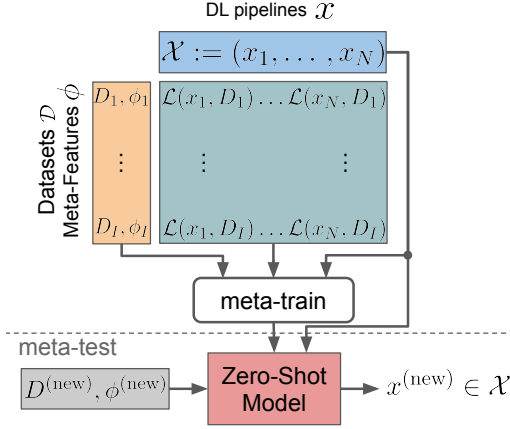 DL pipelines x
𝒳 := (x₁, . . . , x_N)
Datasets 𝒟
Meta-Features ϕ
D₁, ϕ₁
ℒ(x₁, D₁) . . . ℒ(x_N, D₁)
⋮ ⋮ ⋮
D_I, ϕ_I
ℒ(x₁, D_I) . . . ℒ(x_N, D_I)
meta-train
meta-test
D⁽ⁿᵉʷ⁾, ϕ⁽ⁿᵉʷ⁾
Zero-Shot
Model
x⁽ⁿᵉʷ⁾ ∈ 𝒳